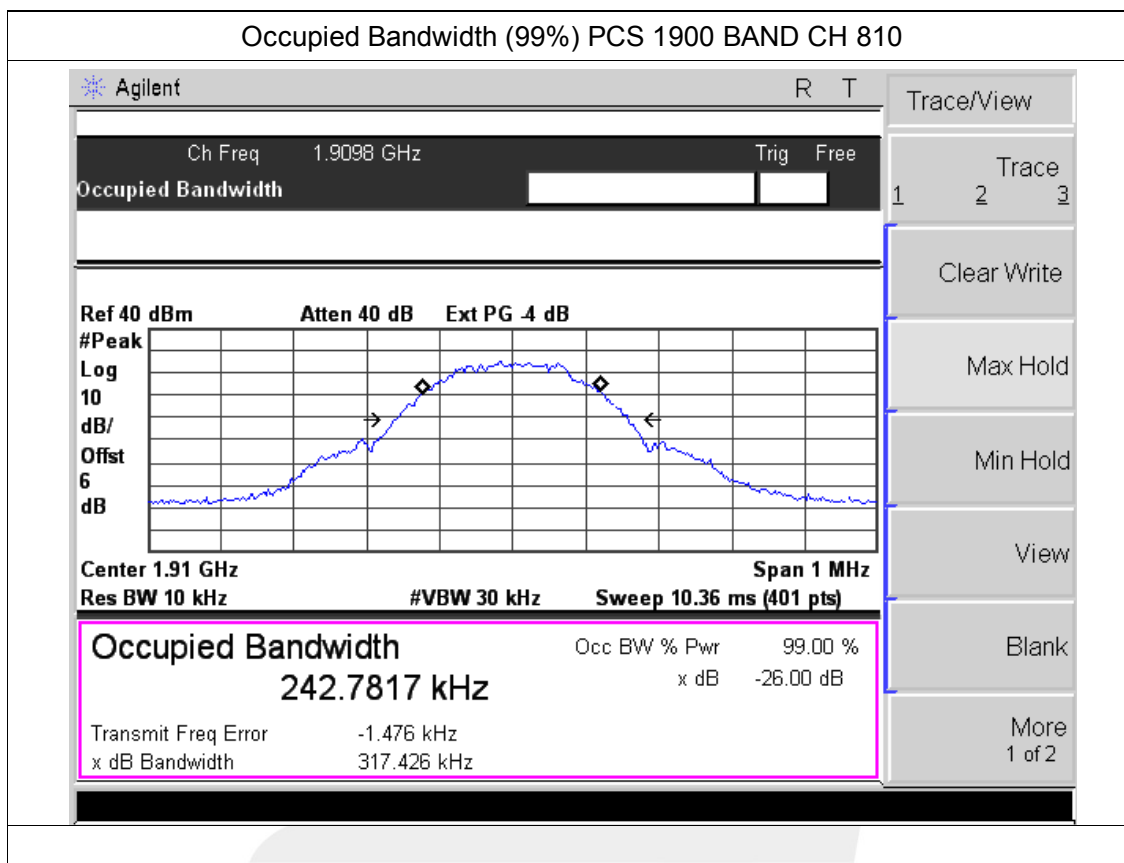 Occupied Bandwidth (99%) PCS 1900 BAND CH 810
Agilent R T
Trace/View
Ch Freq 1.9098 GHz Trig Free
Occupied Bandwidth
Trace
1 2 3
Clear Write
Ref 40 dBm Atten 40 dB Ext PG -4 dB
#Peak
Log
10
dB/
Offst
6
dB
Max Hold
Min Hold
Center 1.91 GHz Span 1 MHz
Res BW 10 kHz #VBW 30 kHz Sweep 10.36 ms (401 pts)
View
Occupied Bandwidth Occ BW % Pwr 99.00 %
242.7817 kHz x dB -26.00 dB
Blank
Transmit Freq Error -1.476 kHz
x dB Bandwidth 317.426 kHz
More
1 of 2